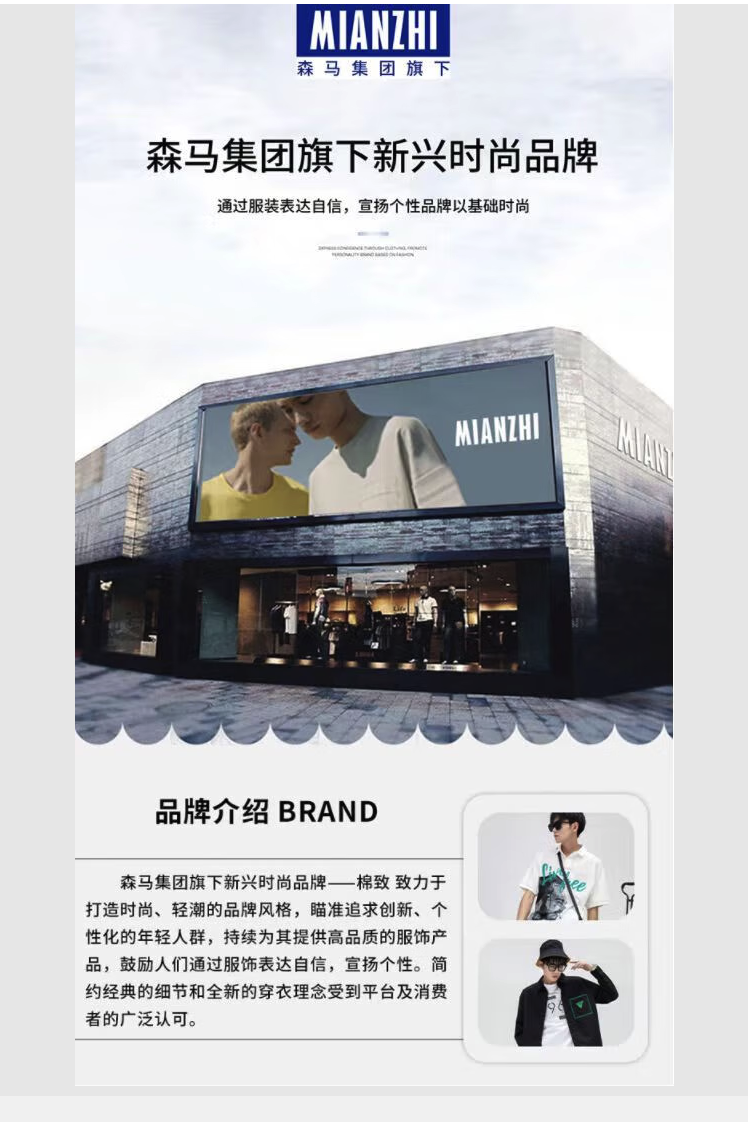 MIANZHI
森马集团旗下
森马集团旗下新兴时尚品牌
通过服装表达自信，宣扬个性品牌以基础时尚
EXPRESS CONFIDENCE THROUGH CLOTHING, PROMOTE
PERSONALITY BRAND BASED ON FASHION.
MIANZHI
MIANZ
品牌介绍 BRAND
森马集团旗下新兴时尚品牌——棉致 致力于
打造时尚、轻潮的品牌风格，瞄准追求创新、个
性化的年轻人群，持续为其提供高品质的服饰产
品，鼓励人们通过服饰表达自信，宣扬个性。简
约经典的细节和全新的穿衣理念受到平台及消费
者的广泛认可。